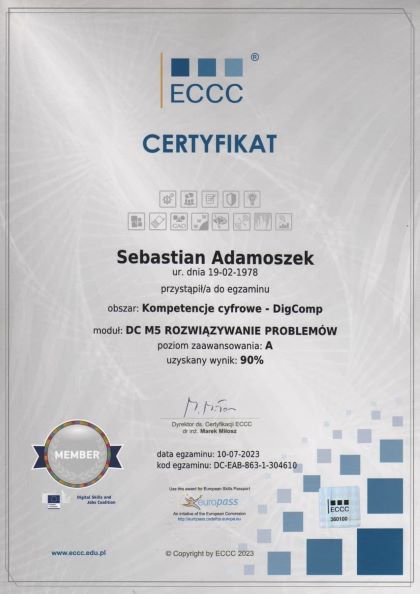 ECCC ®
CERTYFIKAT
CAD
Sebastian Adamoszek
ur. dnia 19-02-1978
przystąpił/a do egzaminu
obszar: Kompetencje cyfrowe - DigComp
moduł: DC M5 ROZWIĄZYWANIE PROBLEMÓW
poziom zaawansowania: A
uzyskany wynik: 90%
Dyrektor ds. Certyfikacji ECCC
dr inż. Marek Miłosz
MEMBER
Digital Skills and
Jobs Coalition
data egzaminu: 10-07-2023
kod egzaminu: DC-EAB-863-1-304610
Use this award for European Skills Passport
europass
An initiative of the European Commission
http://europass.cedefop.europa.eu
ECCC
360100
www.eccc.edu.pl
© Copyright by ECCC 2023